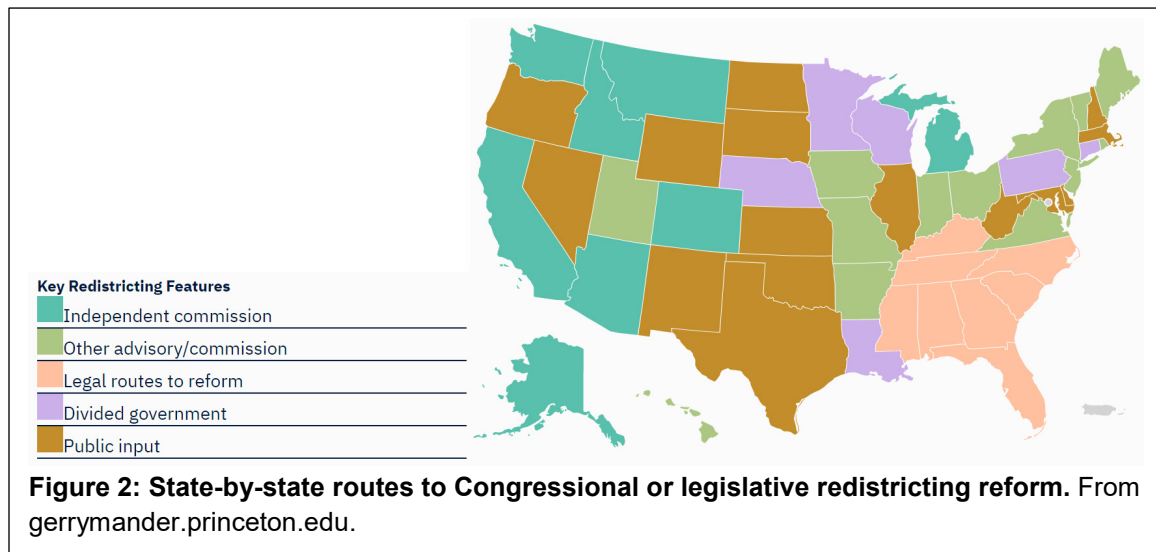 Key Redistricting Features
Independent commission
Other advisory/commission
Legal routes to reform
Divided government
Public input
Figure 2: State-by-state routes to Congressional or legislative redistricting reform. From
gerrymander.princeton.edu.